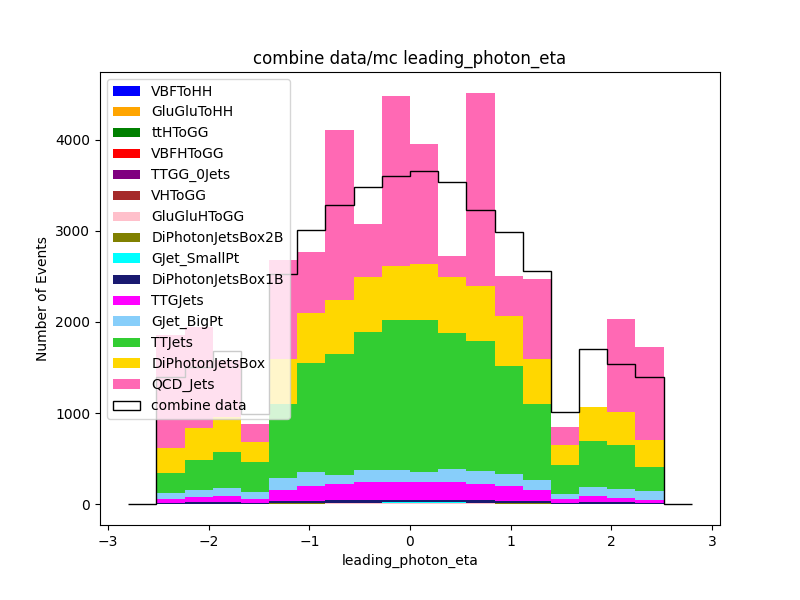 combine data/mc leading_photon_eta
Number of Events
4000
3000
2000
1000
0
VBFToHH
GluGluToHH
ttHToGG
VBFHToGG
TTGG_0Jets
VHToGG
GluGluHToGG
DiPhotonJetsBox2B
GJet_SmallPt
DiPhotonJetsBox1B
TTGJets
GJet_BigPt
TTJets
DiPhotonJetsBox
QCD_Jets
combine data
−3 −2 −1 0 1 2 3
leading_photon_eta